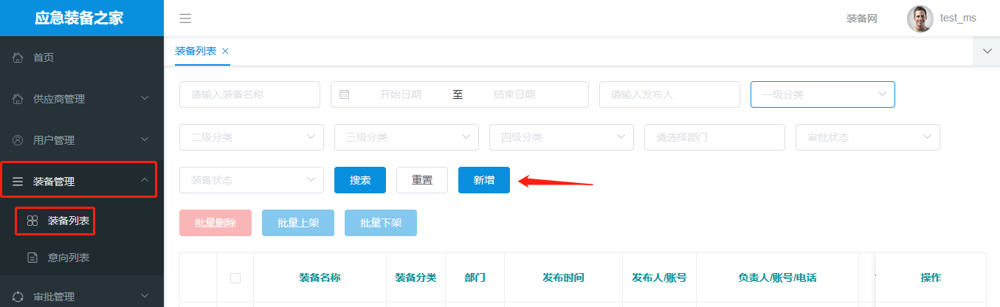 应急装备之家
装备网
test_ms
首页
供应商管理
用户管理
装备管理
装备列表
意向列表
审批管理
装备列表
请输入装备名称
开始日期 至 结束日期
请输入发布人
一级分类
二级分类
三级分类
四级分类
请选择部门
审批状态
装备状态
搜索
重置
新增
批量删除
批量上架
批量下架
装备名称
装备分类
部门
发布时间
发布人/账号
负责人/账号/电话
操作